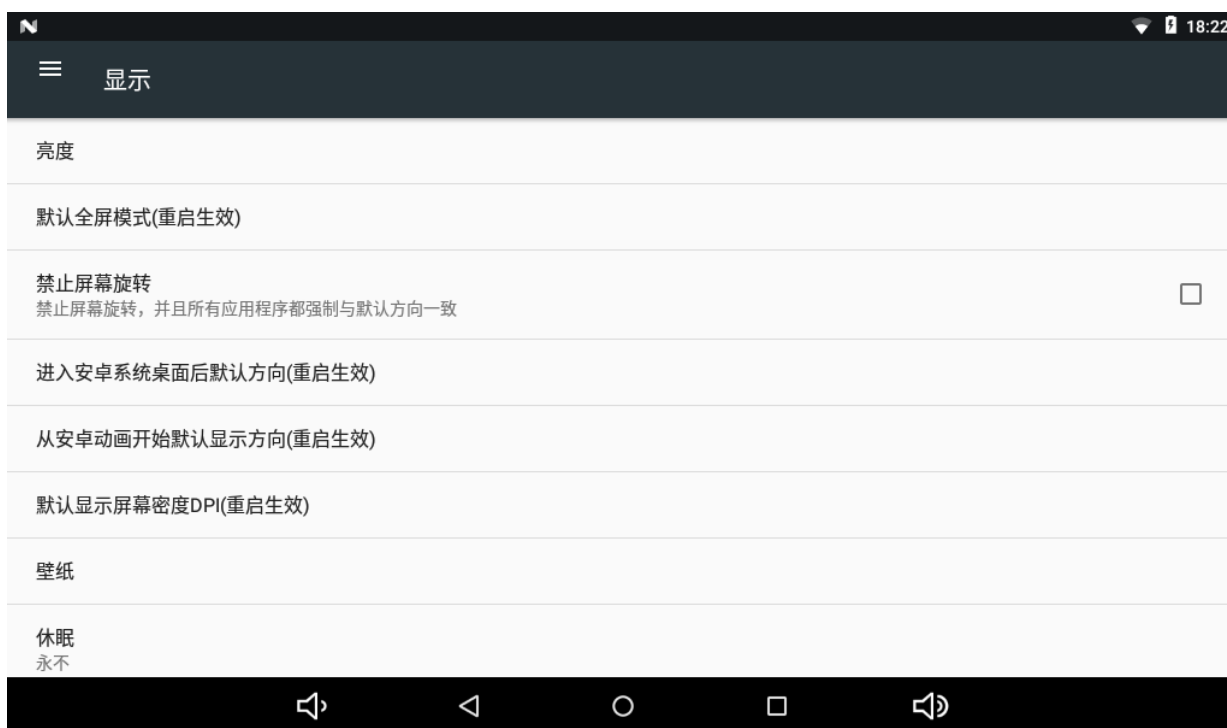 18:22
显示
亮度
默认全屏模式(重启生效)
禁止屏幕旋转
禁止屏幕旋转，并且所有应用程序都强制与默认方向一致
进入安卓系统桌面后默认方向(重启生效)
从安卓动画开始默认显示方向(重启生效)
默认显示屏幕密度DPI(重启生效)
壁纸
休眠
永不